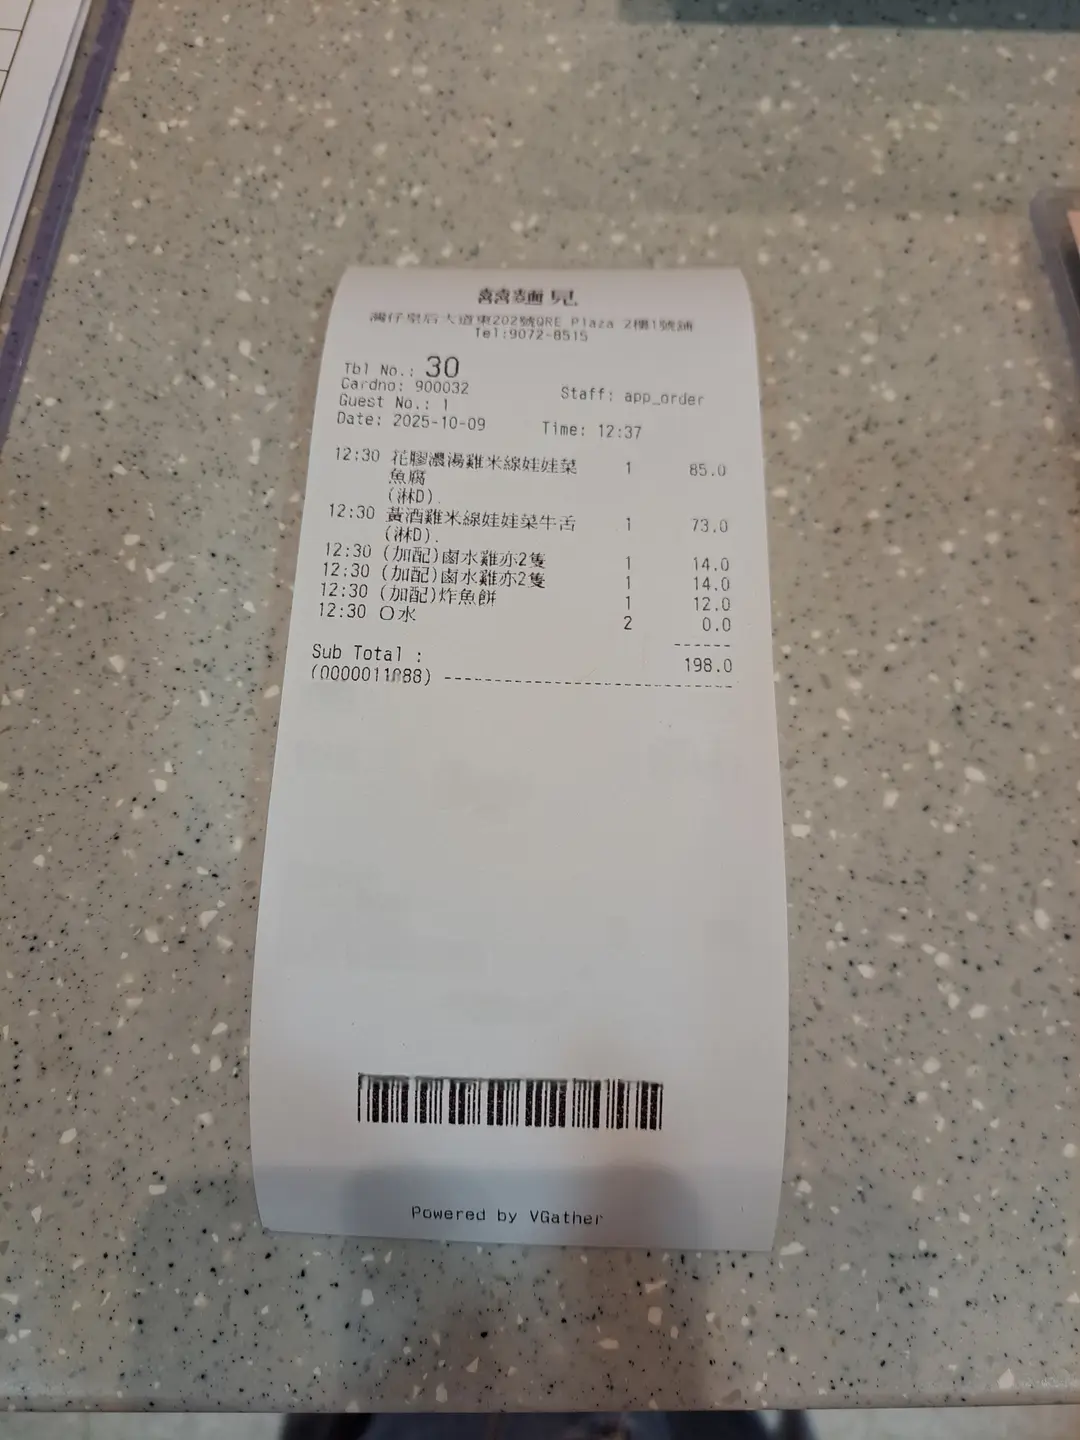 囍囍麵見
灣仔皇后大道東202號QRE Plaza 2樓1號舖
Tel:9072-8515
Tbl No.: 30
Cardno: 900032
Staff: app_order
Guest No.: 1
Date: 2025-10-09 Time: 12:37
12:30 花膠濃湯雞米線娃娃菜 1 85.0
魚腐
(淋D).
12:30 黃酒雞米線娃娃菜牛舌 1 73.0
(淋D).
12:30 (加配)鹵水雞亦2隻 1 14.0
12:30 (加配)鹵水雞亦2隻 1 14.0
12:30 (加配)炸魚餅 1 12.0
12:30 〇水 2 0.0
------
Sub Total : 198.0
Powered by VGather